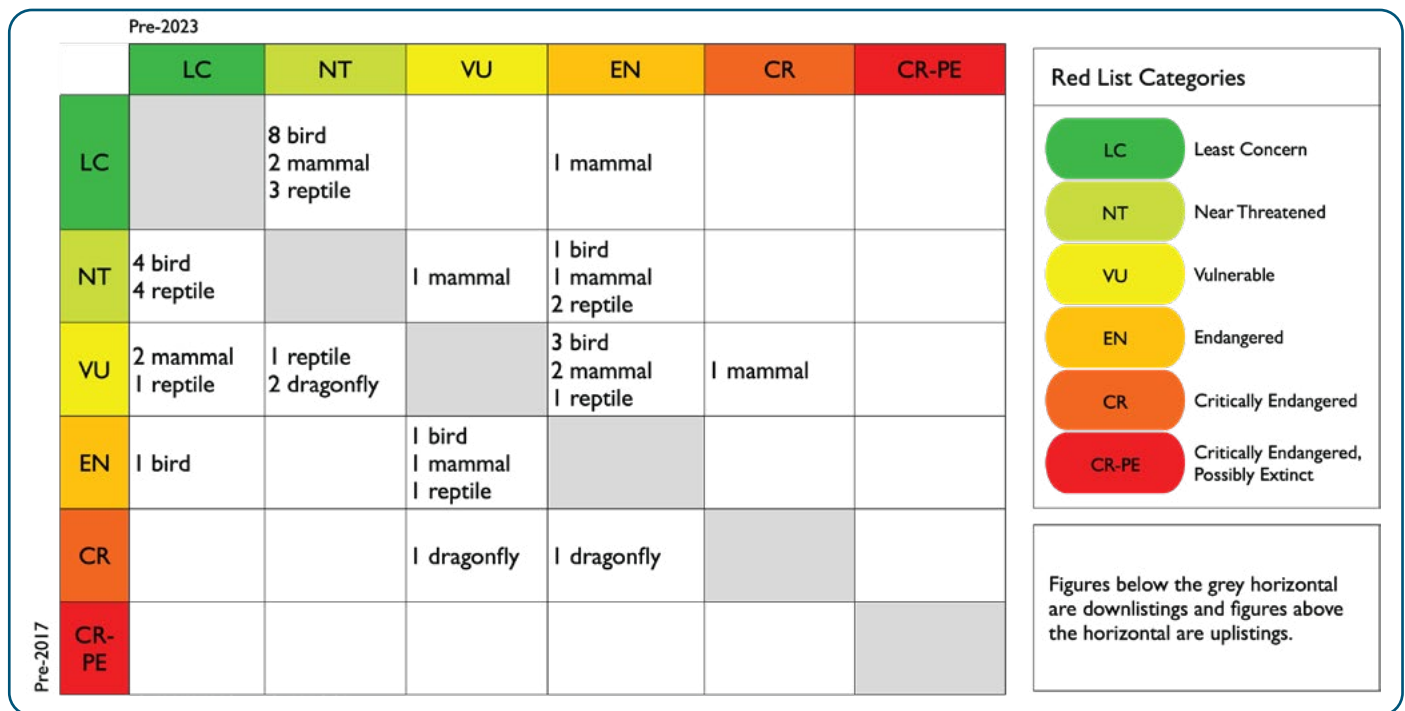 Pre-2023
LC NT VU EN CR CR-PE
LC
8 bird
2 mammal
3 reptile
1 mammal
NT
4 bird
4 reptile
1 mammal
1 bird
1 mammal
2 reptile
VU
2 mammal
1 reptile
1 reptile
2 dragonfly
3 bird
2 mammal
1 reptile
1 mammal
EN
1 bird
1 bird
1 mammal
1 reptile
CR
1 dragonfly
1 dragonfly
CR-
PE
Pre-2017
Red List Categories
LC Least Concern
NT Near Threatened
VU Vulnerable
EN Endangered
CR Critically Endangered
CR-PE Critically Endangered,
Possibly Extinct
Figures below the grey horizontal
are downlistings and figures above
the horizontal are uplistings.